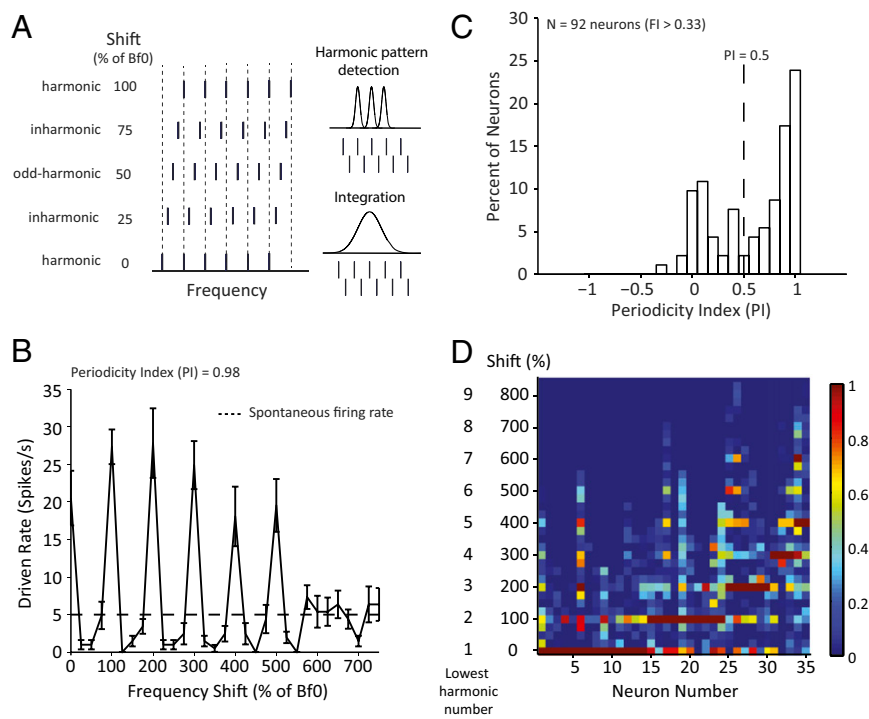 A
Shift
(% of Bf0)
harmonic 100
inharmonic 75
odd-harmonic 50
inharmonic 25
harmonic 0
Frequency
Harmonic pattern
detection
Integration
B
Periodicity Index (PI) = 0.98
Spontaneous firing rate
Driven Rate (Spikes/s)
35
30
25
20
15
10
5
0
0 100 200 300 400 500 600 700
Frequency Shift (% of Bf0)
C
N = 92 neurons (FI > 0.33)
PI = 0.5
Percent of Neurons
30
25
20
15
10
5
0
−1 −0.5 0 0.5 1
Periodicity Index (PI)
D
Shift (%)
9 800
8 700
7 600
6 500
5 400
4 300
3 200
2 100
1 0
Lowest
harmonic
number
5 10 15 20 25 30 35
Neuron Number
1
0.8
0.6
0.4
0.2
0